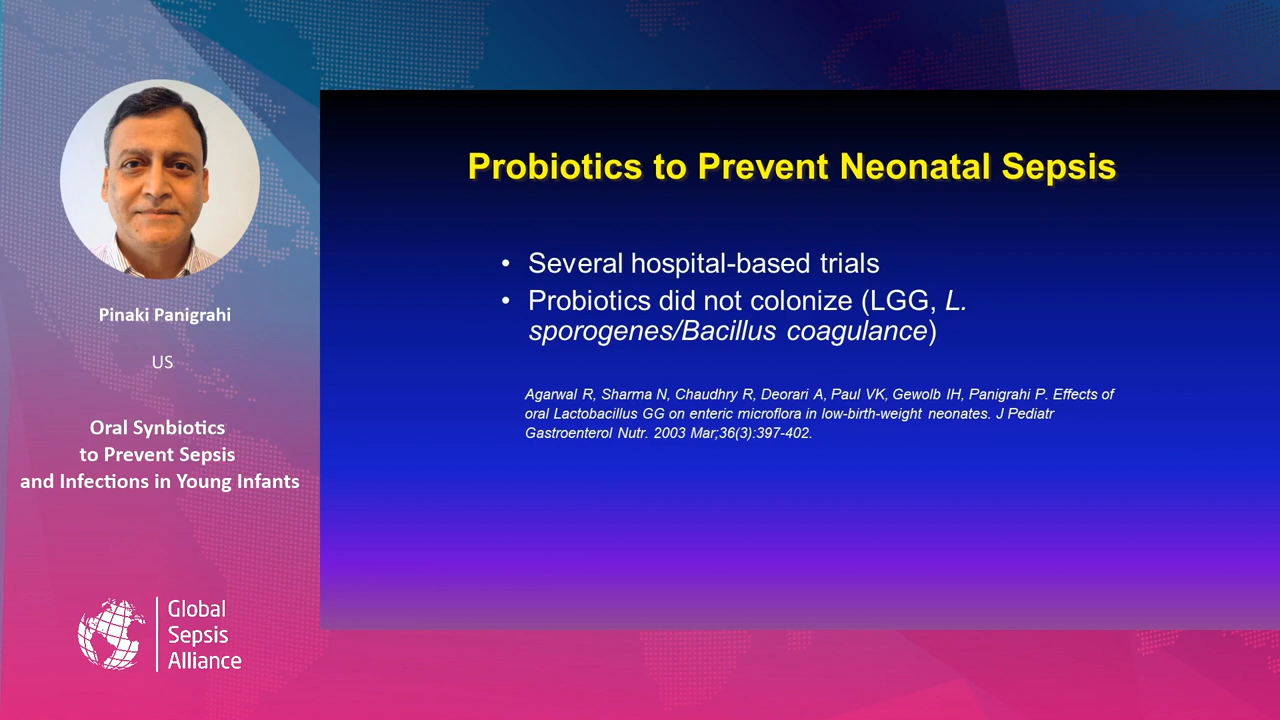 Pinaki Panigrahi
US
Oral Synbiotics
to Prevent Sepsis
and Infections in Young Infants
Global
Sepsis
Alliance
Probiotics to Prevent Neonatal Sepsis
• Several hospital-based trials
• Probiotics did not colonize (LGG, L.
sporogenes/Bacillus coagulance)
Agarwal R, Sharma N, Chaudhry R, Deorari A, Paul VK, Gewolb IH, Panigrahi P. Effects of
oral Lactobacillus GG on enteric microflora in low-birth-weight neonates. J Pediatr
Gastroenterol Nutr. 2003 Mar;36(3):397-402.